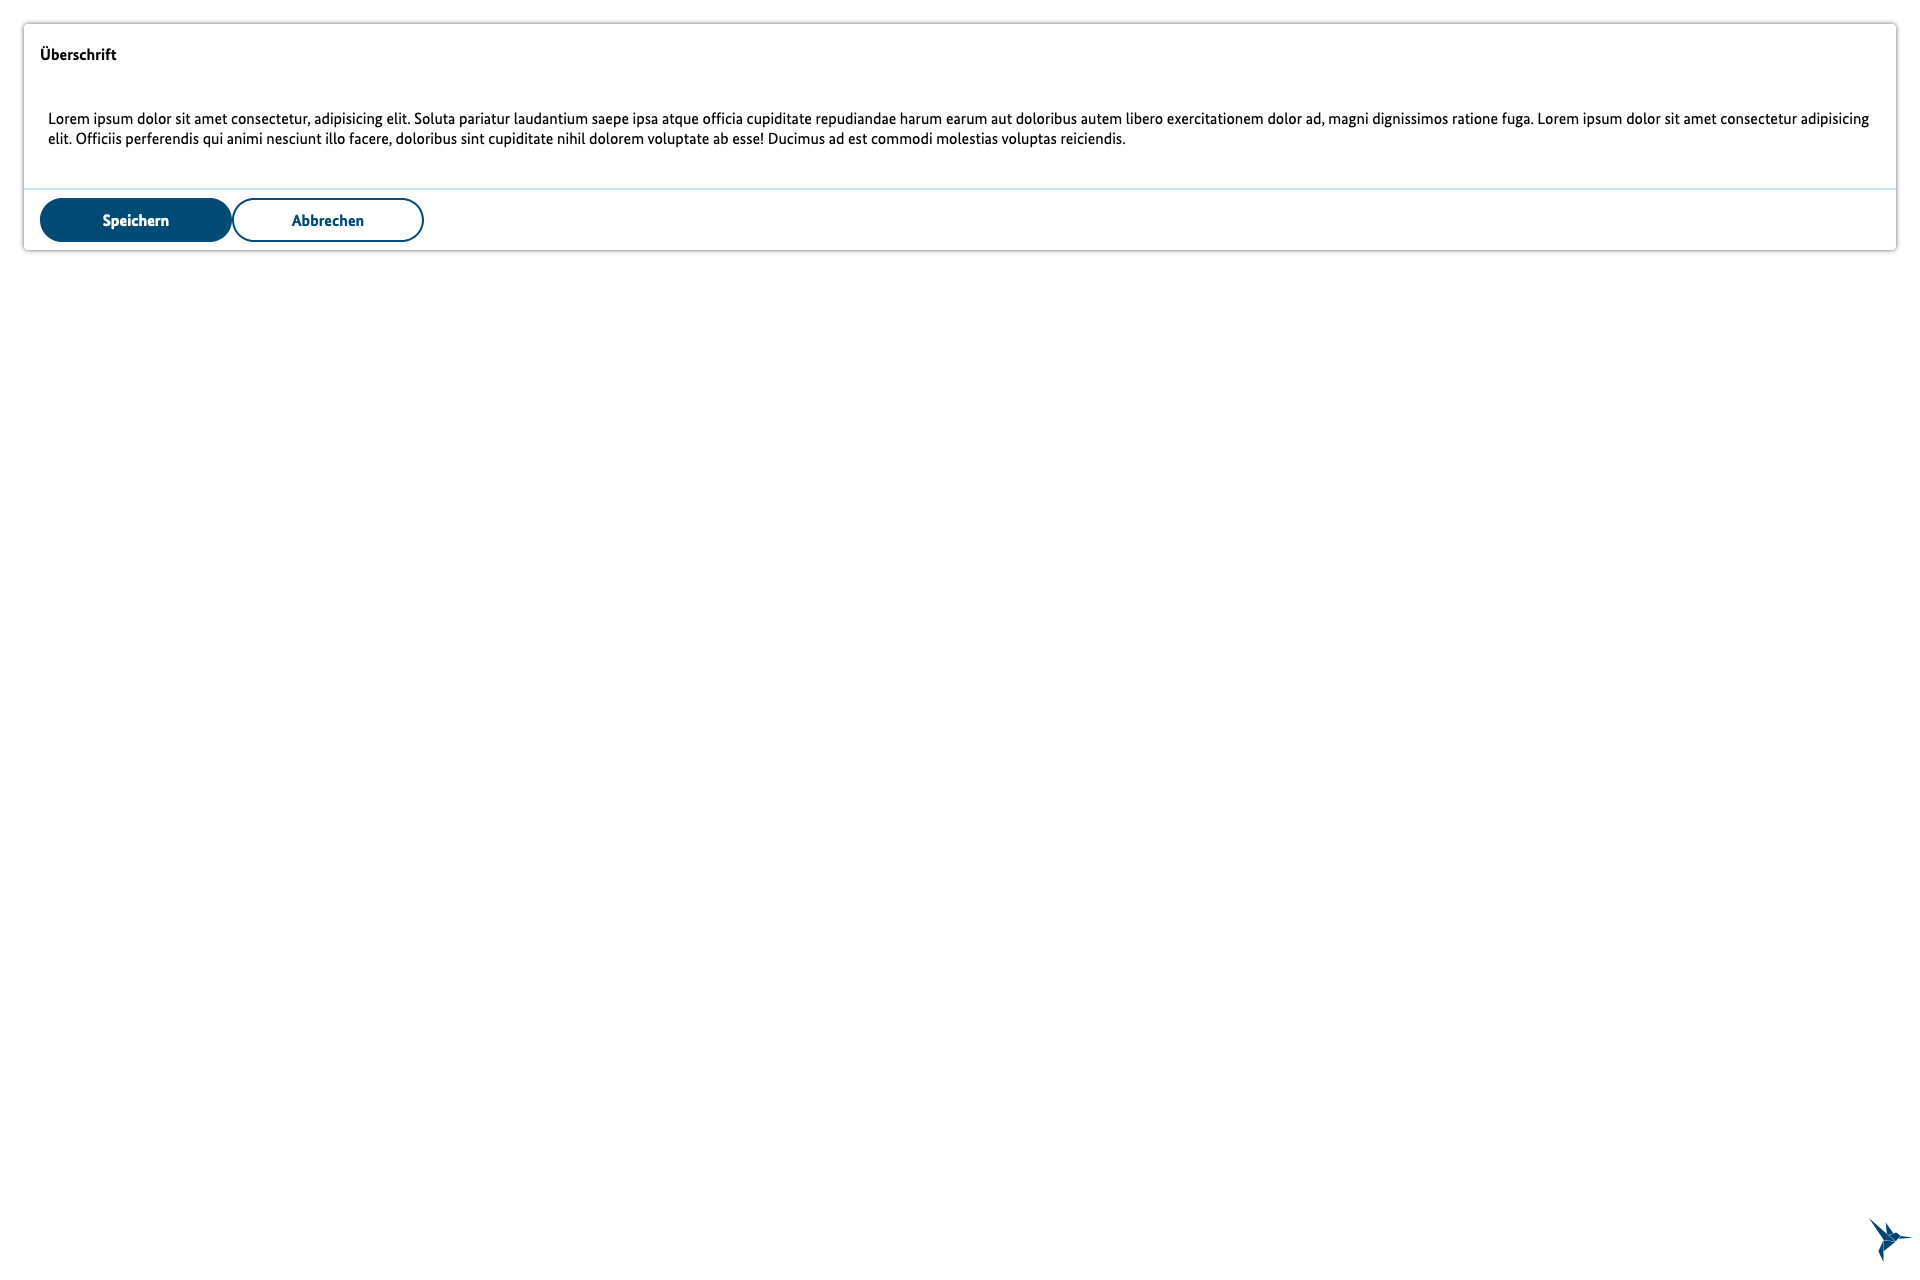 Überschrift
Lorem ipsum dolor sit amet consectetur, adipisicing elit. Soluta pariatur laudantium saepe ipsa atque officia cupiditate repudiandae harum earum aut doloribus autem libero exercitationem dolor ad, magni dignissimos ratione fuga. Lorem ipsum dolor sit amet consectetur adipisicing
elit. Officiis perferendis qui animi nesciunt illo facere, doloribus sint cupiditate nihil dolorem voluptate ab esse! Ducimus ad est commodi molestias voluptas reiciendis.
Speichern
Abbrechen